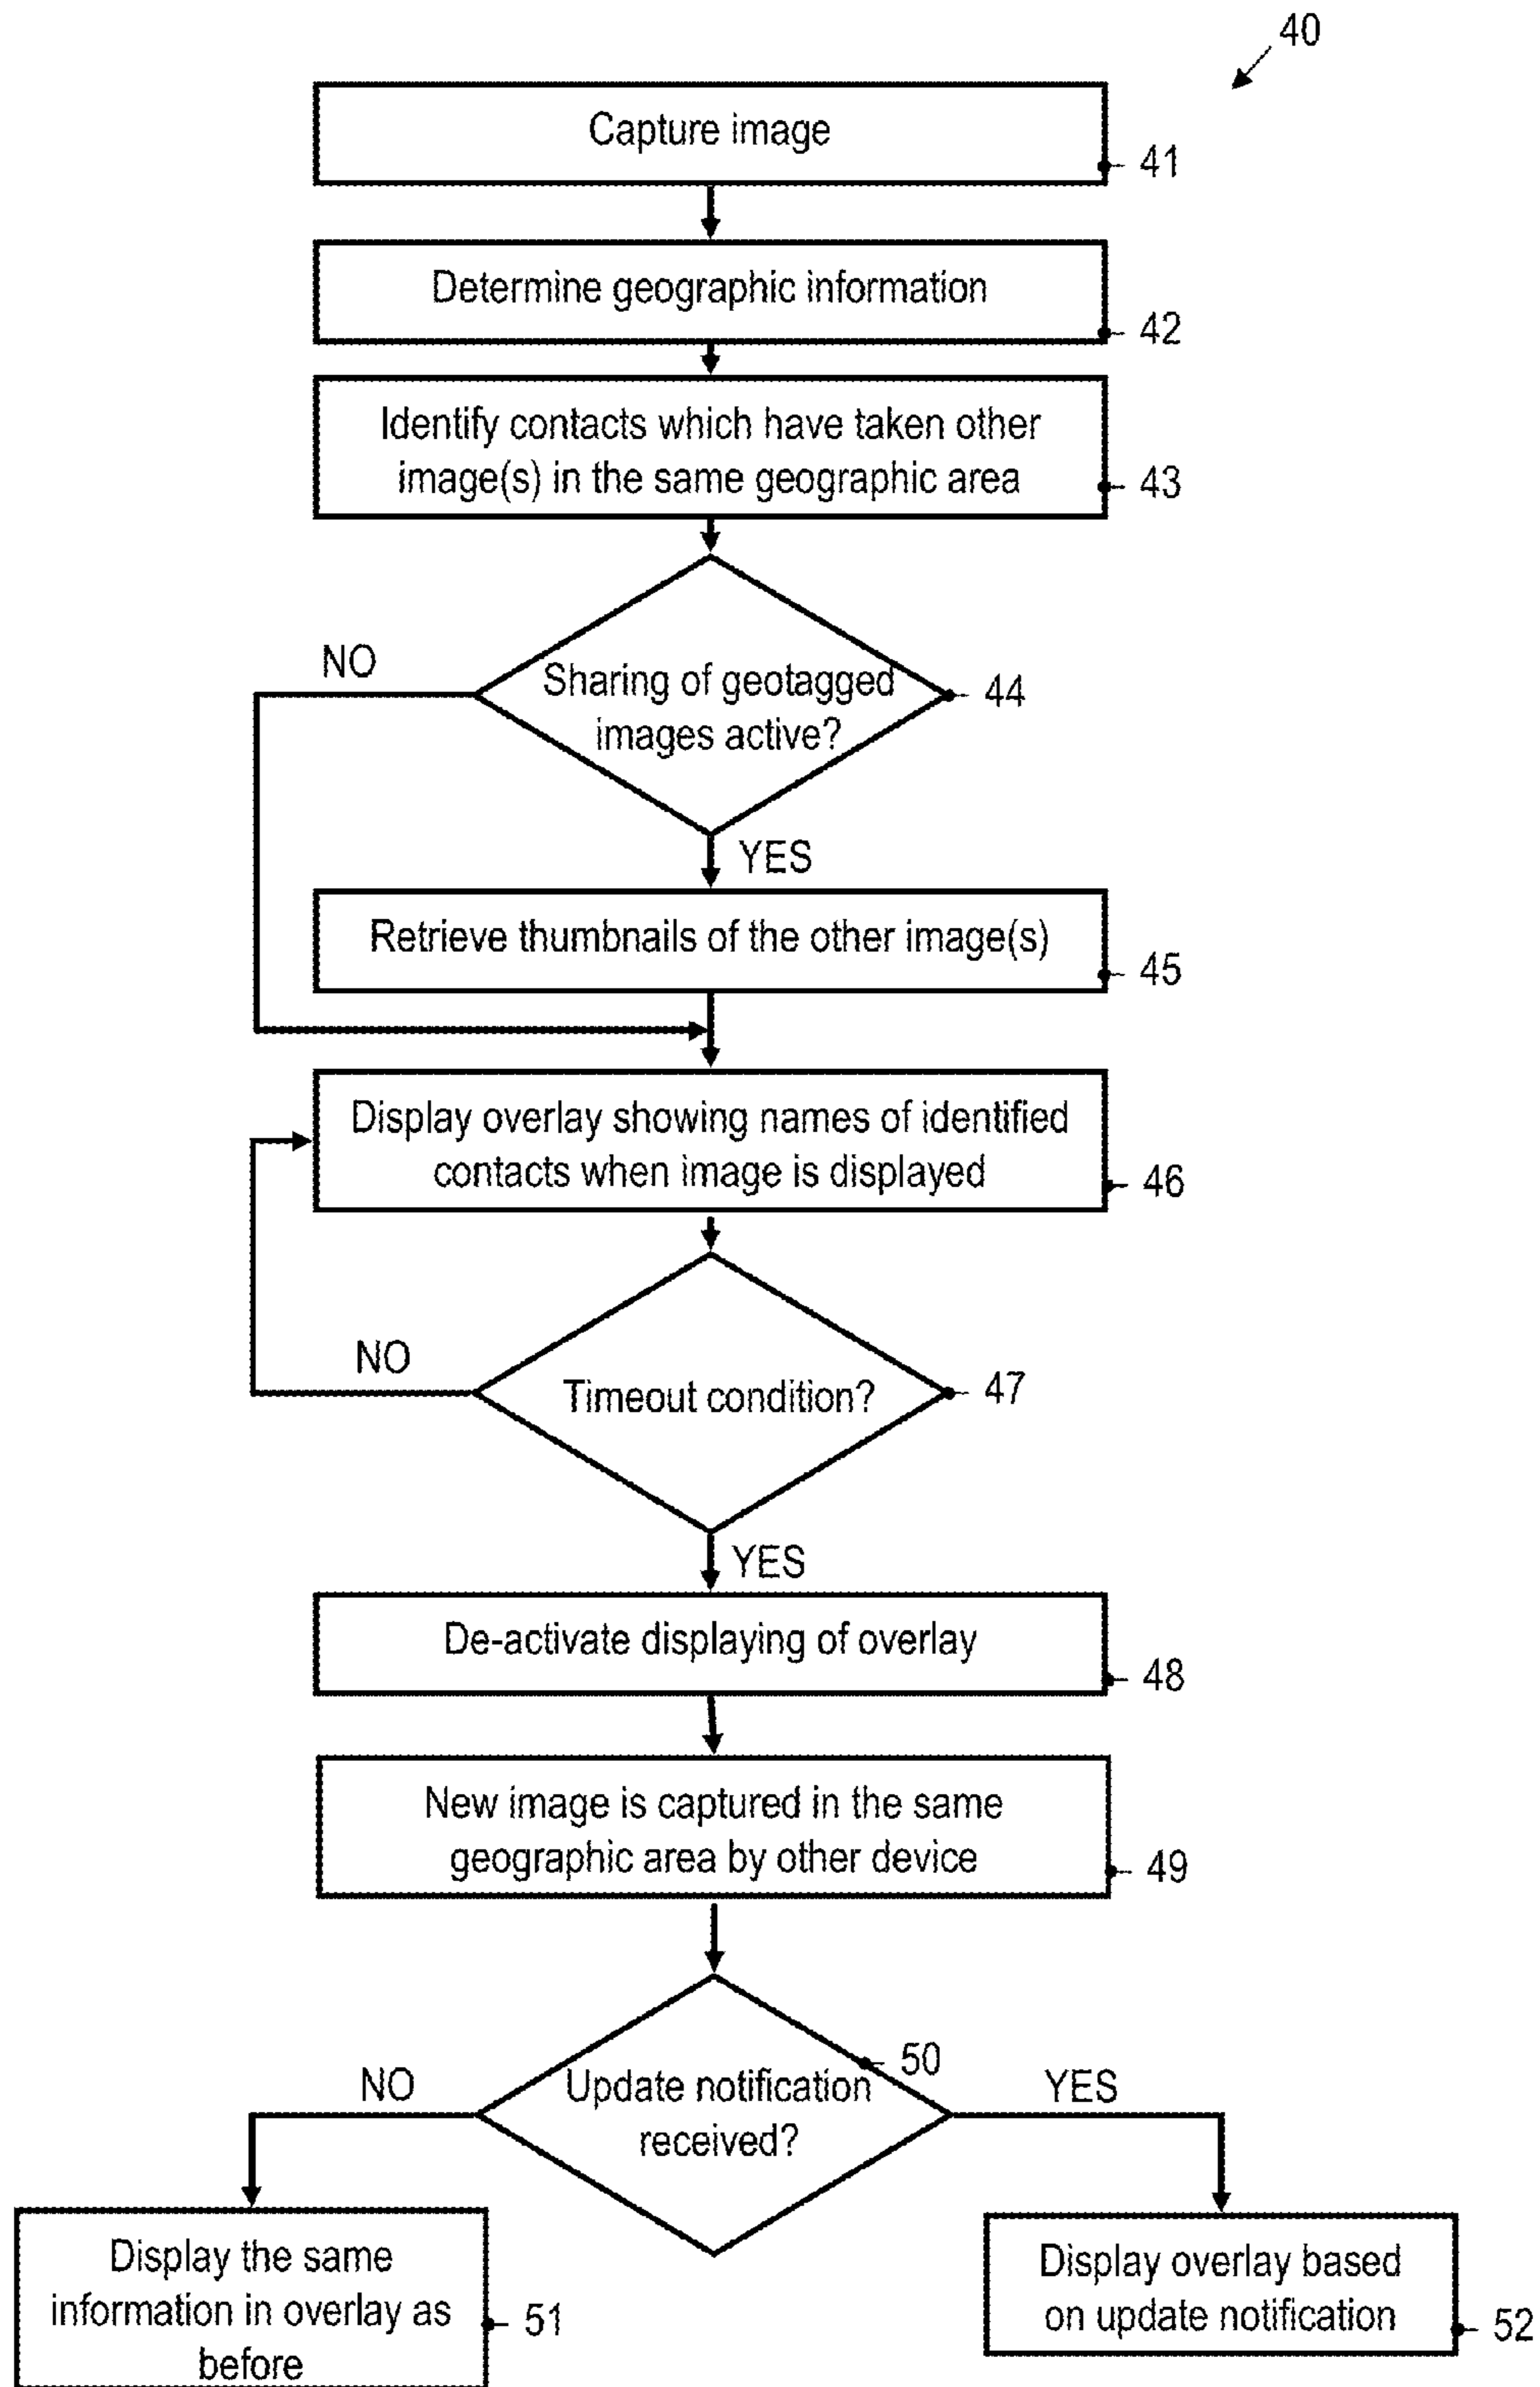 40
Capture image
41
Determine geographic information
42
Identify contacts which have taken other
image(s) in the same geographic area
43
NO
Sharing of geotagged
images active?
44
YES
Retrieve thumbnails of the other image(s)
45
Display overlay showing names of identified
contacts when image is displayed
46
NO
Timeout condition?
47
YES
De-activate displaying of overlay
48
New image is captured in the same
geographic area by other device
49
50
NO
Update notification
received?
YES
Display the same
information in overlay as
before
51
Display overlay based
on update notification
52